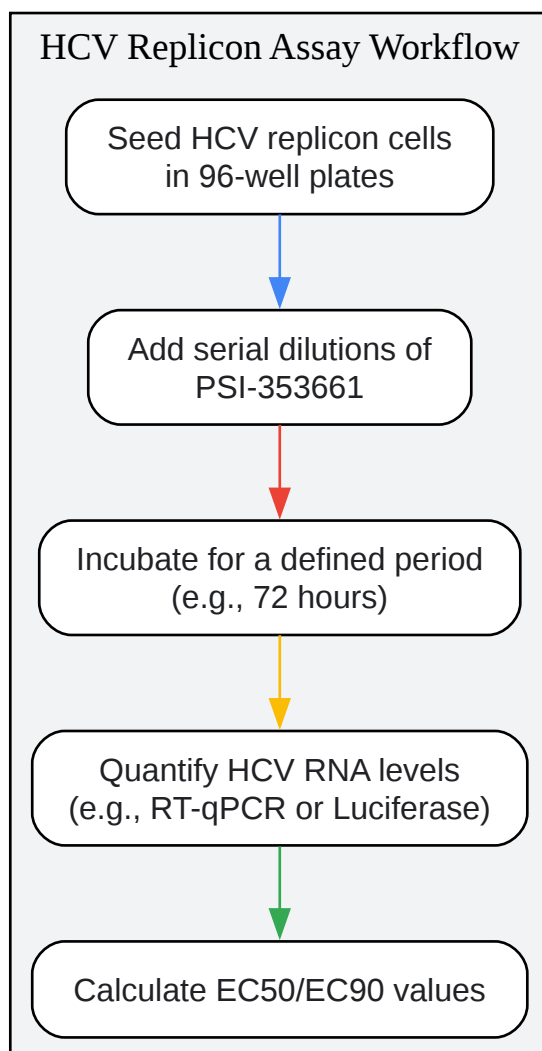 HCV Replicon Assay Workflow
Seed HCV replicon cells
in 96-well plates
Add serial dilutions of
PSI-353661
Incubate for a defined period
(e.g., 72 hours)
Quantify HCV RNA levels
(e.g., RT-qPCR or Luciferase)
Calculate EC50/EC90 values